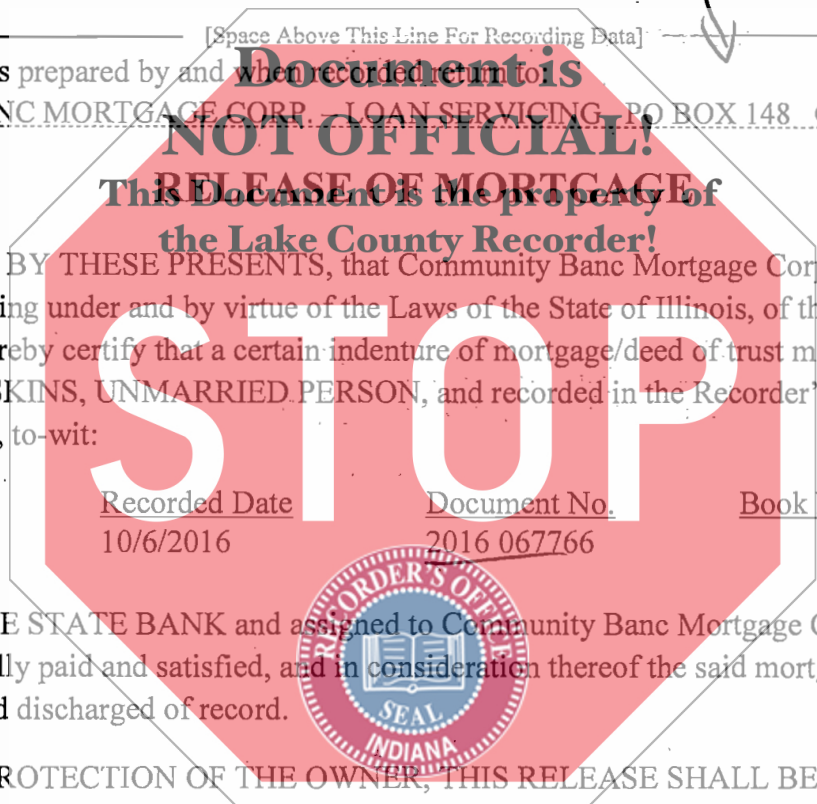 [Space Above This Line For Recording Data]
Document is
s prepared by and when recorded return to:
NC MORTGAGE CORP. - LOAN SERVICING PO BOX 148
NOT OFFICIAL!
RELEASE OF MORTGAGE
This Document is the property of
the Lake County Recorder!
BY THESE PRESENTS, that Community Banc Mortgage Corp
ing under and by virtue of the Laws of the State of Illinois, of th
reby certify that a certain indenture of mortgage/deed of trust m
SKINS, UNMARRIED PERSON, and recorded in the Recorder'
, to-wit:
STOP
Recorded Date Document No. Book
10/6/2016 2016 067766
E STATE BANK and assigned to Community Banc Mortgage C
lly paid and satisfied, and in consideration thereof the said mort
d discharged of record.
RECORDER'S OFFICE
SEAL
INDIANA
ROTECTION OF THE OWNER, THIS RELEASE SHALL BE